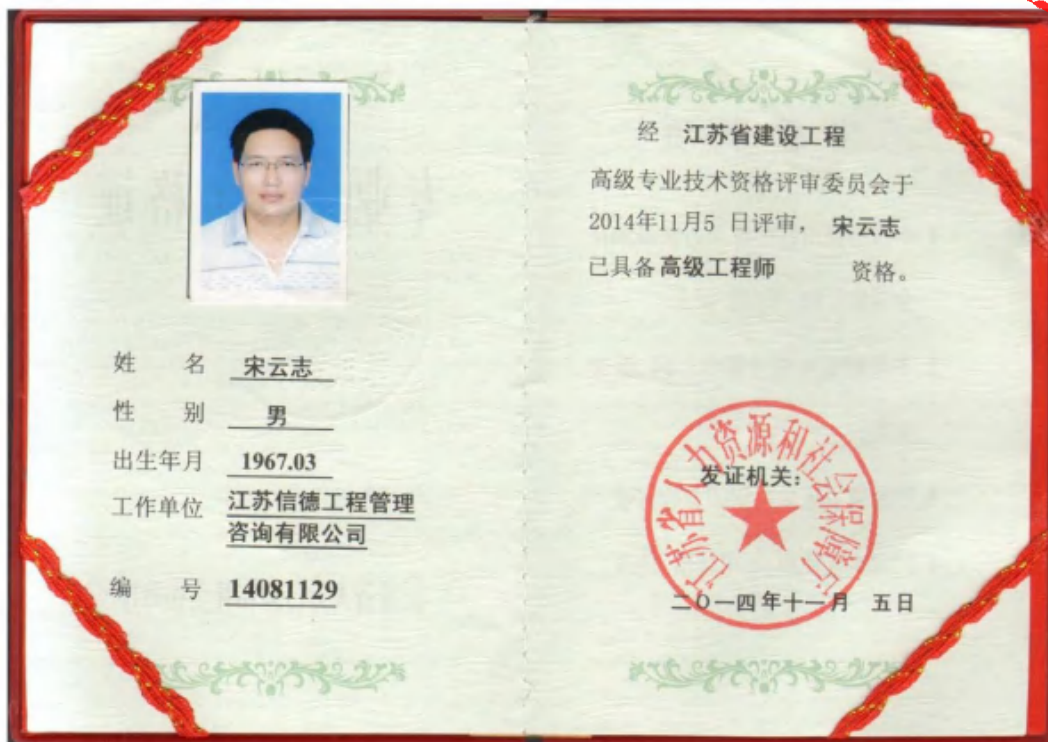 姓 名 宋云志
性 别 男
出生年月 1967.03
工作单位 江苏信德工程管理
咨询有限公司
编 号 14081129
经 江苏省建设工程
高级专业技术资格评审委员会于
2014年11月5 日评审， 宋云志
已具备高级工程师 资格。
江苏省人力资源和社会保障厅
发证机关：
二〇一四年十一月 五日